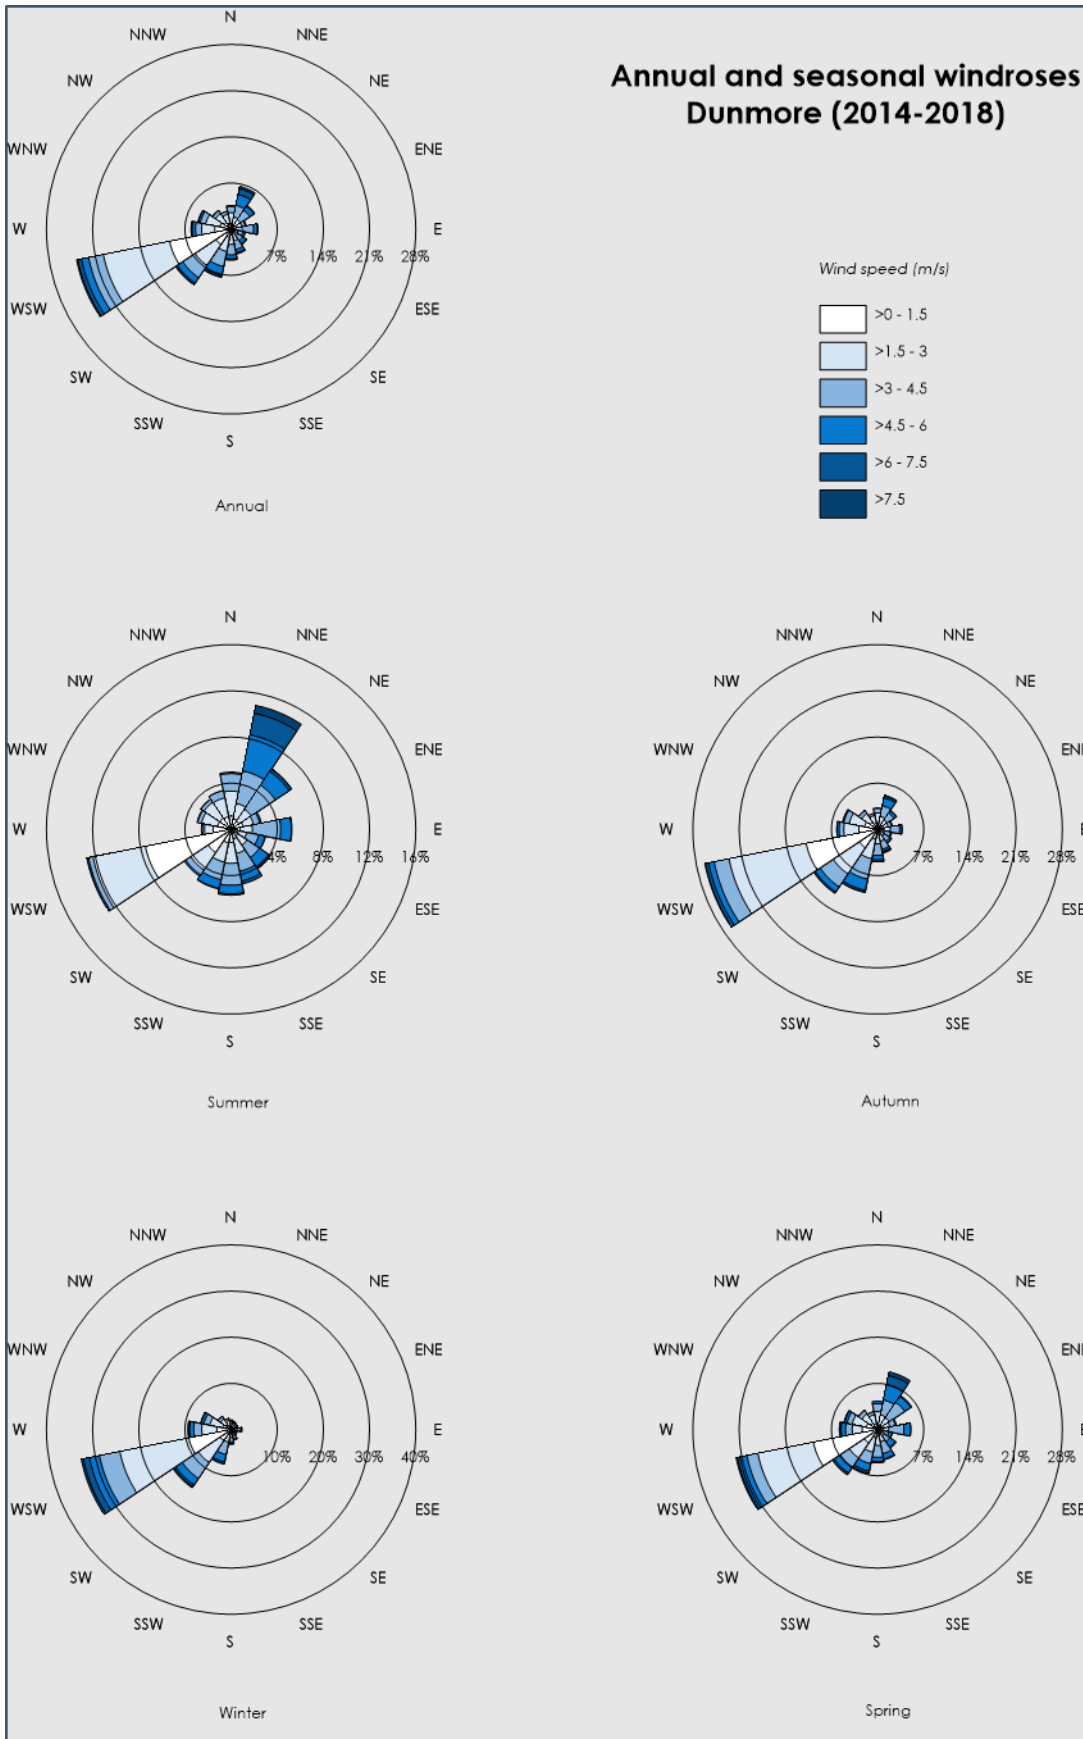 Annual and seasonal windroses
Dunmore (2014-2018)
N
NNW NNE
NW NE
WNW ENE
W E
7% 14% 21% 28%
WSW ESE
SW SE
SSW SSE
S
Annual
Wind speed (m/s)
>0 - 1.5
>1.5 - 3
>3 - 4.5
>4.5 - 6
>6 - 7.5
>7.5
N
NNW NNE
NW NE
WNW ENE
W E
4% 8% 12% 16%
WSW ESE
SW SE
SSW SSE
S
Summer
N
NNW NNE
NW NE
WNW ENE
W E
7% 14% 21% 28%
WSW ESE
SW SE
SSW SSE
S
Autumn
N
NNW NNE
NW NE
WNW ENE
W E
10% 20% 30% 40%
WSW ESE
SW SE
SSW SSE
S
Winter
N
NNW NNE
NW NE
WNW ENE
W E
7% 14% 21% 28%
WSW ESE
SW SE
SSW SSE
S
Spring